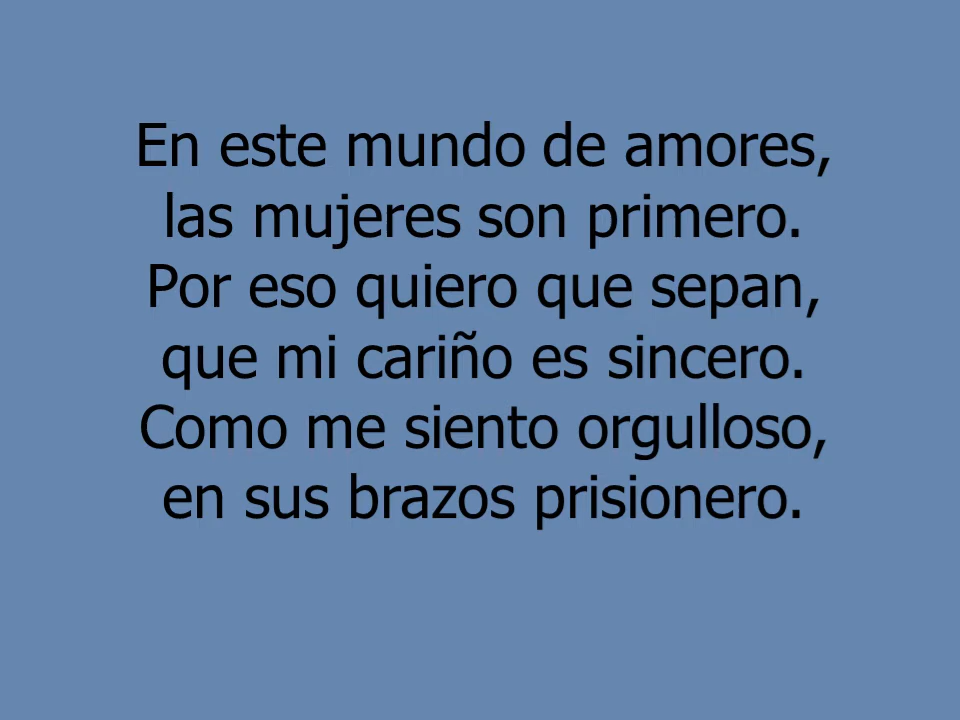 En este mundo de amores,
las mujeres son primero.
Por eso quiero que sepan,
que mi cariño es sincero.
Como me siento orgulloso,
en sus brazos prisionero.